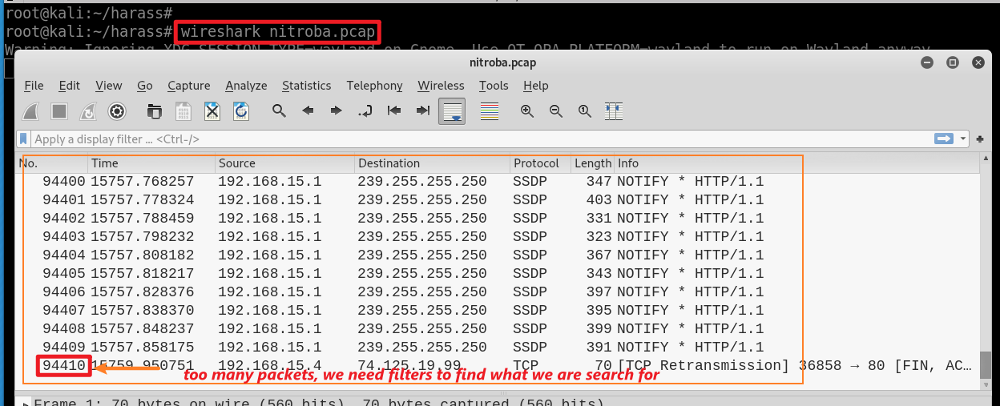 root@kali:~/harass#
root@kali:~/harass# wireshark nitroba.pcap
Warning: Ignoring XDG_SESSION_TYPE=wayland on Gnome. Use QT_QPA_PLATFORM=wayland to run on Wayland anyway.
nitroba.pcap
File Edit View Go Capture Analyze Statistics Telephony Wireless Tools Help
Apply a display filter ... <Ctrl-/>
No. Time Source Destination Protocol Length Info
94400 15757.768257 192.168.15.1 239.255.255.250 SSDP 347 NOTIFY * HTTP/1.1
94401 15757.778324 192.168.15.1 239.255.255.250 SSDP 403 NOTIFY * HTTP/1.1
94402 15757.788459 192.168.15.1 239.255.255.250 SSDP 331 NOTIFY * HTTP/1.1
94403 15757.798232 192.168.15.1 239.255.255.250 SSDP 323 NOTIFY * HTTP/1.1
94404 15757.808182 192.168.15.1 239.255.255.250 SSDP 367 NOTIFY * HTTP/1.1
94405 15757.818217 192.168.15.1 239.255.255.250 SSDP 343 NOTIFY * HTTP/1.1
94406 15757.828376 192.168.15.1 239.255.255.250 SSDP 397 NOTIFY * HTTP/1.1
94407 15757.838370 192.168.15.1 239.255.255.250 SSDP 395 NOTIFY * HTTP/1.1
94408 15757.848237 192.168.15.1 239.255.255.250 SSDP 399 NOTIFY * HTTP/1.1
94409 15757.858175 192.168.15.1 239.255.255.250 SSDP 391 NOTIFY * HTTP/1.1
94410 15759.950751 192.168.15.4 74.125.19.99 TCP 70 [TCP Retransmission] 36858 → 80 [FIN, AC…
too many packets, we need filters to find what we are search for
Frame 1: 70 bytes on wire (560 bits), 70 bytes captured (560 bits)